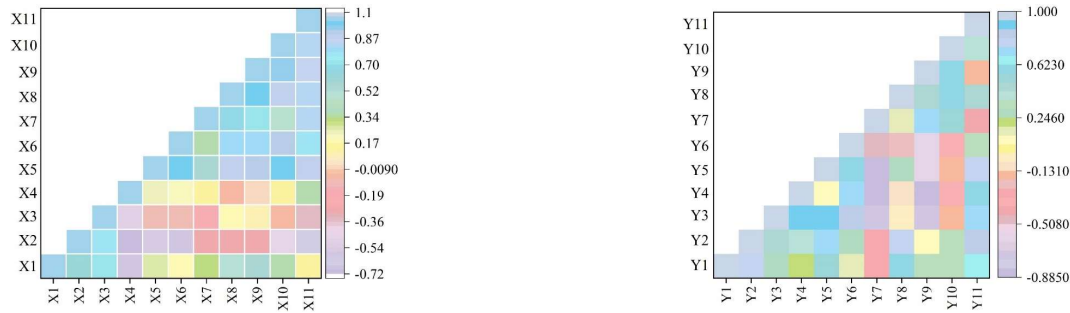 X11
X10
X9
X8
X7
X6
X5
X4
X3
X2
X1
X1 X2 X3 X4 X5 X6 X7 X8 X9 X10 X11
1.1
0.87
0.70
0.52
0.34
0.17
-0.0090
-0.19
-0.36
-0.54
-0.72
Y11
Y10
Y9
Y8
Y7
Y6
Y5
Y4
Y3
Y2
Y1
Y1 Y2 Y3 Y4 Y5 Y6 Y7 Y8 Y9 Y10 Y11
1.000
0.6230
0.2460
-0.1310
-0.5080
-0.8850